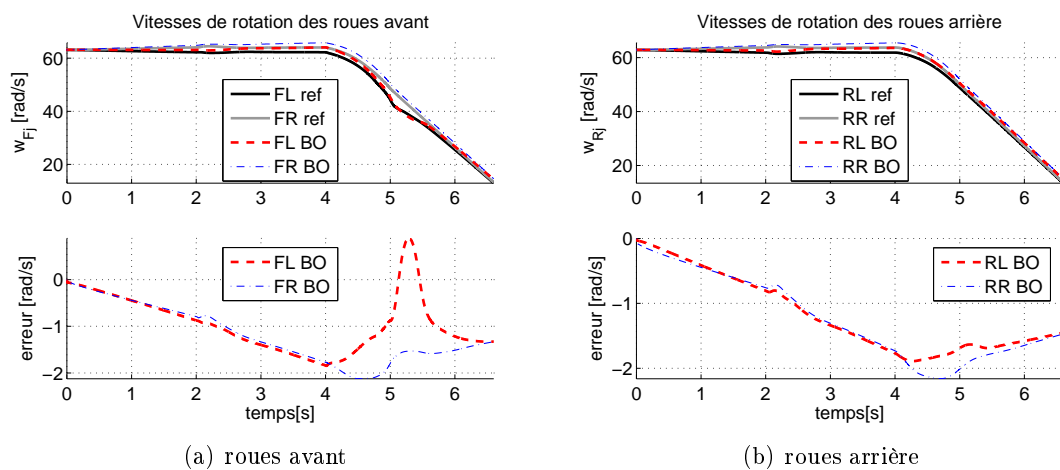 Vitesses de rotation des roues avant
w_Fj [rad/s]
60
40
20
FL ref
FR ref
FL BO
FR BO
0 1 2 3 4 5 6
erreur [rad/s]
0
−1
−2
FL BO
FR BO
0 1 2 3 4 5 6
temps[s]
(a) roues avant
Vitesses de rotation des roues arrière
w_Rj [rad/s]
60
40
20
RL ref
RR ref
RL BO
RR BO
0 1 2 3 4 5 6
erreur [rad/s]
0
−1
−2
RL BO
RR BO
0 1 2 3 4 5 6
temps[s]
(b) roues arrière